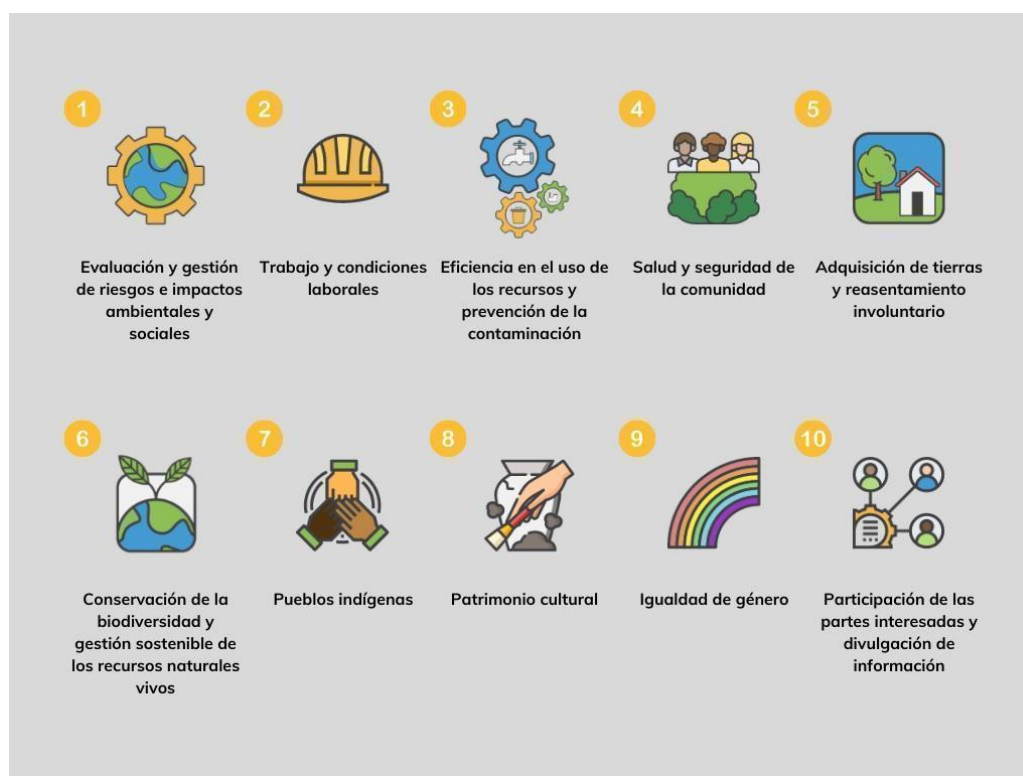 1
Evaluación y gestión
de riesgos e impactos
ambientales y
sociales
2
Trabajo y condiciones
laborales
3
Eficiencia en el uso de
los recursos y
prevención de la
contaminación
4
Salud y seguridad de
la comunidad
5
Adquisición de tierras
y reasentamiento
involuntario
6
Conservación de la
biodiversidad y
gestión sostenible de
los recursos naturales
vivos
7
Pueblos indígenas
8
Patrimonio cultural
9
Igualdad de género
10
Participación de las
partes interesadas y
divulgación de
información